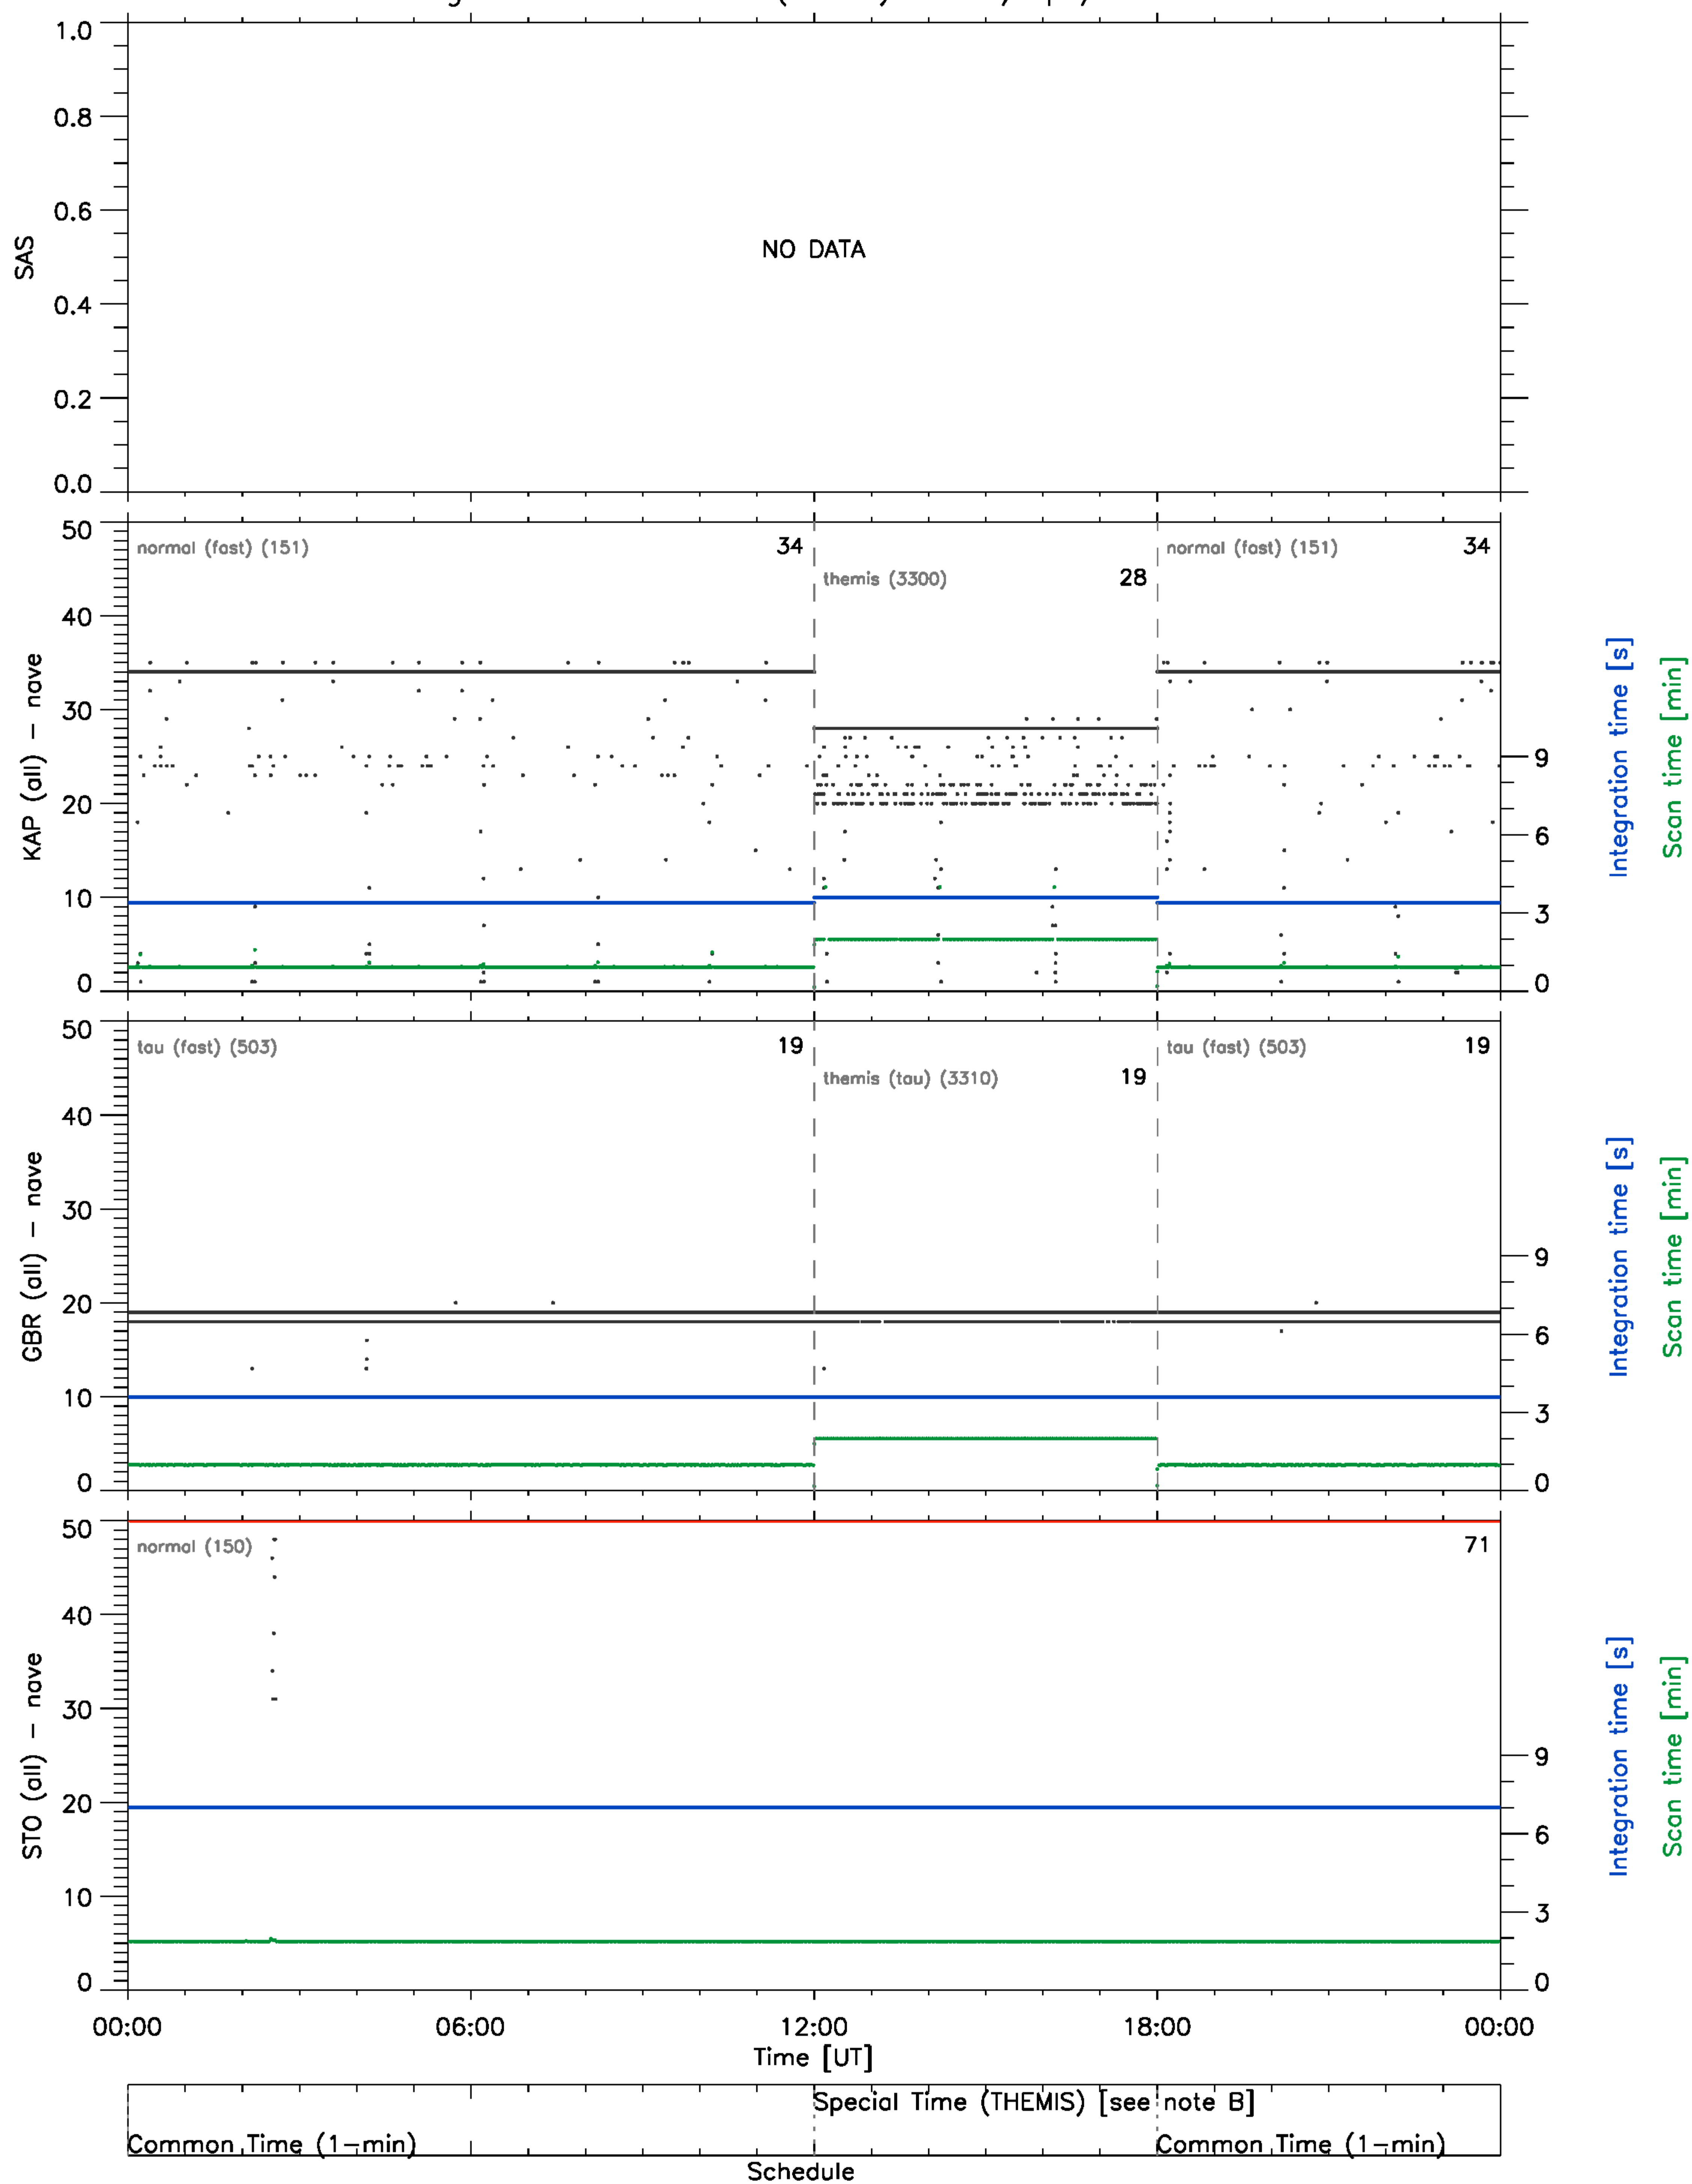 1.0
0.8
0.6
0.4
0.2
0.0
SAS
NO DATA
50
40
30
20
10
0
KAP (all) – nave
normal (fast) (151)
34
themis (3300)
28
normal (fast) (151)
34
9
6
3
0
Integration time [s]
Scan time [min]
50
40
30
20
10
0
GBR (all) – nave
tau (fast) (503)
19
themis (tau) (3310)
19
tau (fast) (503)
19
9
6
3
0
Integration time [s]
Scan time [min]
50
40
30
20
10
0
STO (all) – nave
normal (150)
71
9
6
3
0
Integration time [s]
Scan time [min]
00:00
06:00
12:00
18:00
00:00
Time [UT]
Special Time (THEMIS) [see note B]
Common Time (1–min)
Common Time (1–min)
Schedule